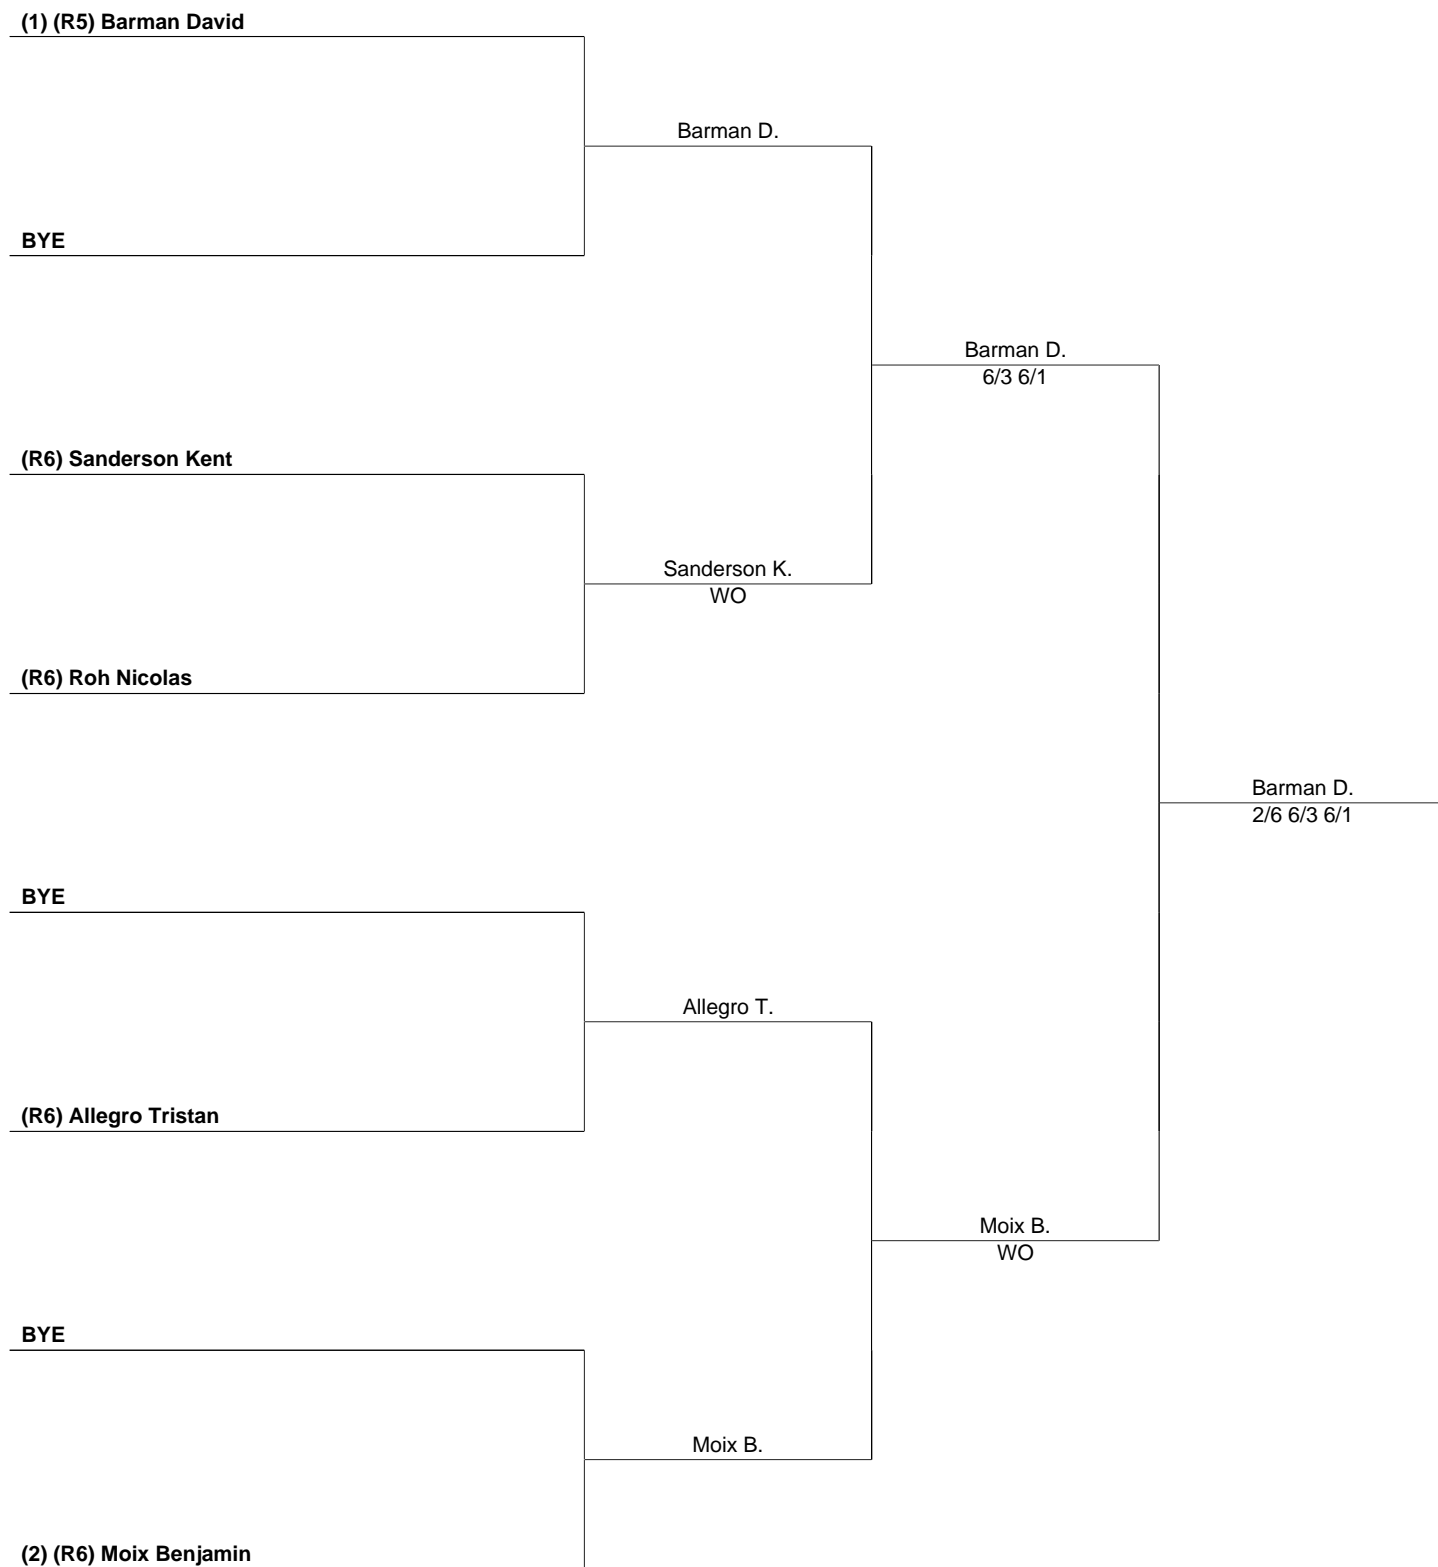 (1) (R5) Barman David
Barman D.
BYE
Barman D.
6/3 6/1
(R6) Sanderson Kent
Sanderson K.
WO
(R6) Roh Nicolas
Barman D.
2/6 6/3 6/1
BYE
Allegro T.
(R6) Allegro Tristan
Moix B.
WO
BYE
Moix B.
(2) (R6) Moix Benjamin